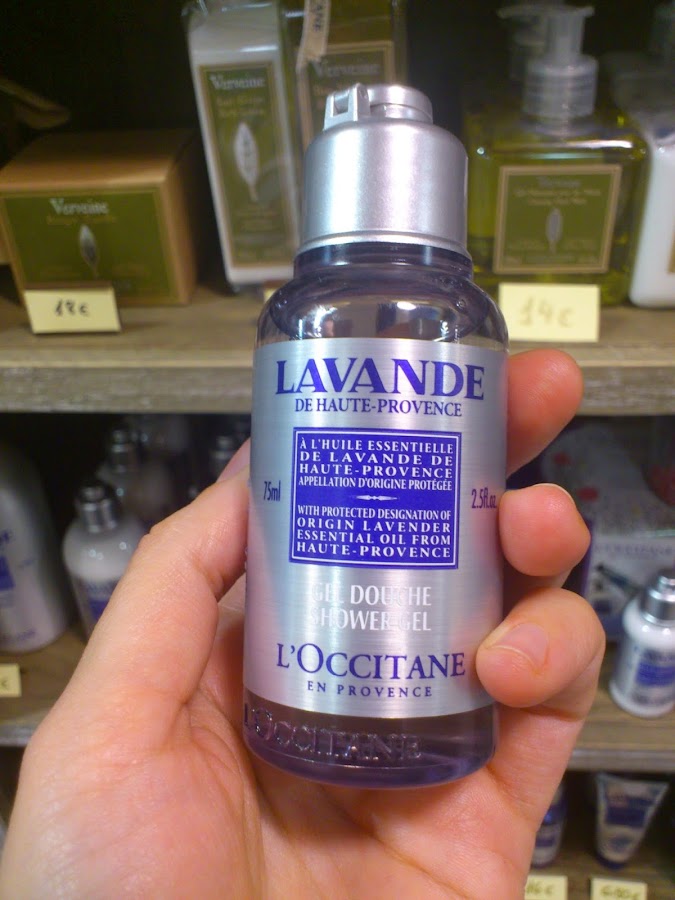 Verveine
Verveine
Verveine
18€
14€
LAVANDE
DE HAUTE-PROVENCE
À L'HUILE ESSENTIELLE
DE LAVANDE DE
HAUTE-PROVENCE
APPELLATION D'ORIGINE PROTÉGÉE
75ml
2.5fl.oz.
WITH PROTECTED DESIGNATION OF
ORIGIN LAVENDER
ESSENTIAL OIL FROM
HAUTE-PROVENCE
GEL DOUCHE
SHOWER GEL
L'OCCITANE
EN PROVENCE
L'OCCITANE